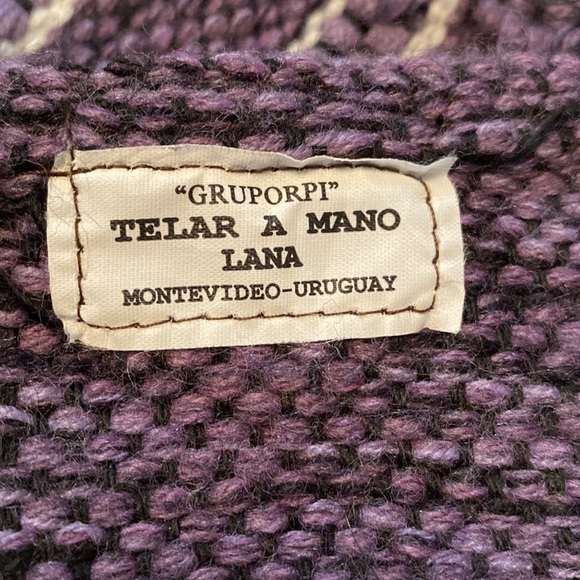 “GRUPORPI”
TELAR A MANO
LANA
MONTEVIDEO-URUGUAY